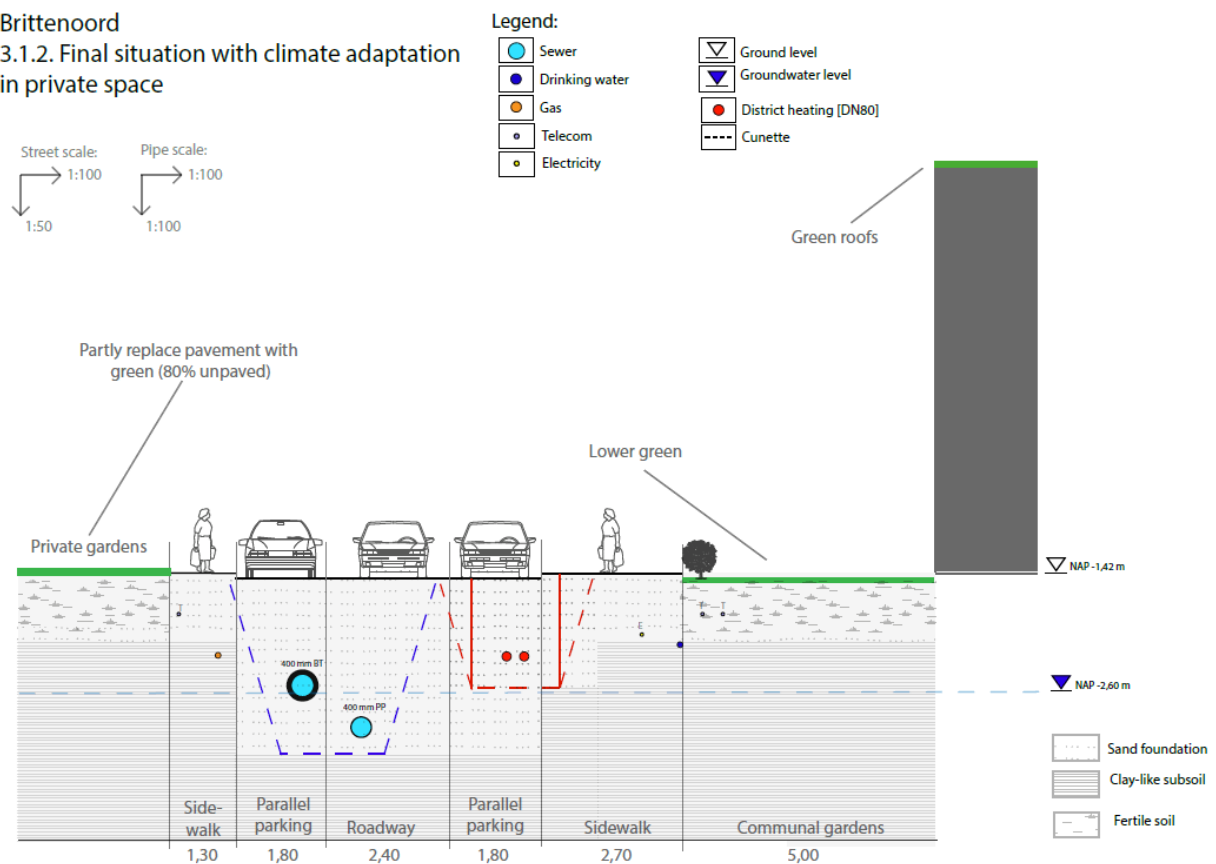 Brittenoord
3.1.2. Final situation with climate adaptation
in private space
Legend:
Sewer
Drinking water
Gas
Telecom
Electricity
Ground level
Groundwater level
District heating [DN80]
Cunette
Street scale:
1:100
1:50
Pipe scale:
1:100
1:100
Green roofs
Partly replace pavement with
green (80% unpaved)
Lower green
Private gardens
NAP -1,42 m
T
T
T
E
400 mm BT
400 mm PP
NAP -2,60 m
Sand foundation
Clay-like subsoil
Fertile soil
Side-
walk
Parallel
parking
Roadway
Parallel
parking
Sidewalk
Communal gardens
1,30
1,80
2,40
1,80
2,70
5,00